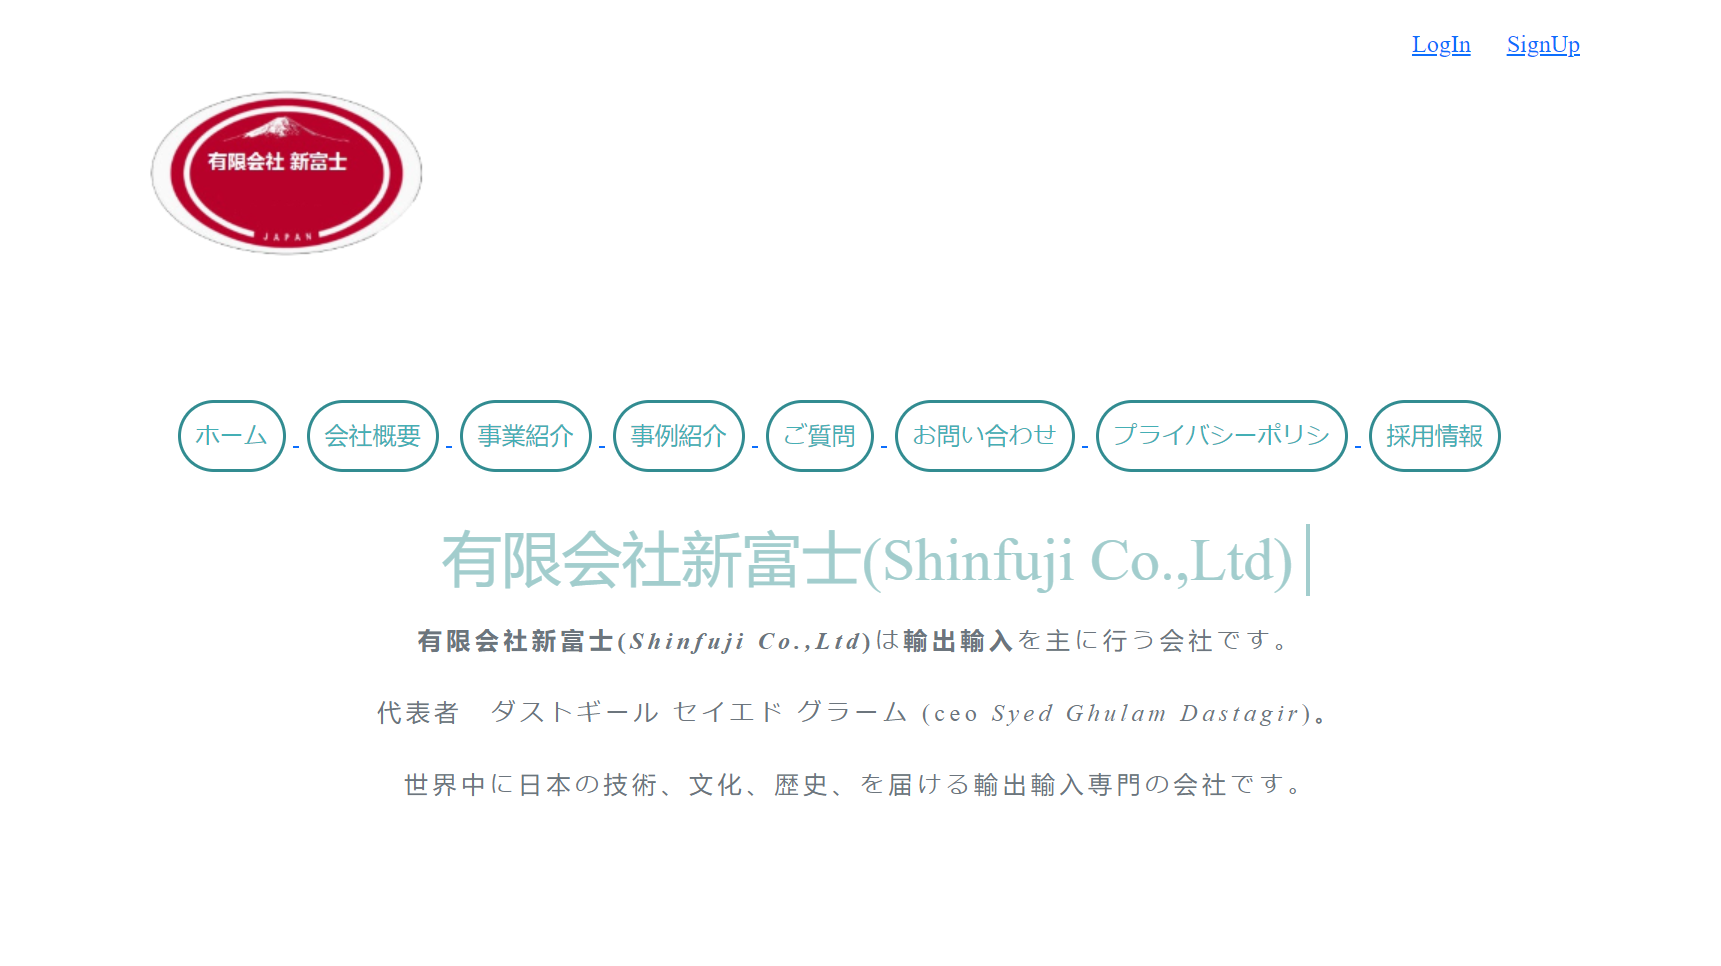 LogIn SignUp
有限会社 新富士
JAPAN
ホーム 会社概要 事業紹介 事例紹介 ご質問 お問い合わせ プライバシーポリシ 採用情報
有限会社新富士(Shinfuji Co.,Ltd)
有限会社新富士(Shinfuji Co.,Ltd)は輸出輸入を主に行う会社です。
代表者　ダストギール セイエド グラーム (ceo Syed Ghulam Dastagir)。
世界中に日本の技術、文化、歴史、を届ける輸出輸入専門の会社です。